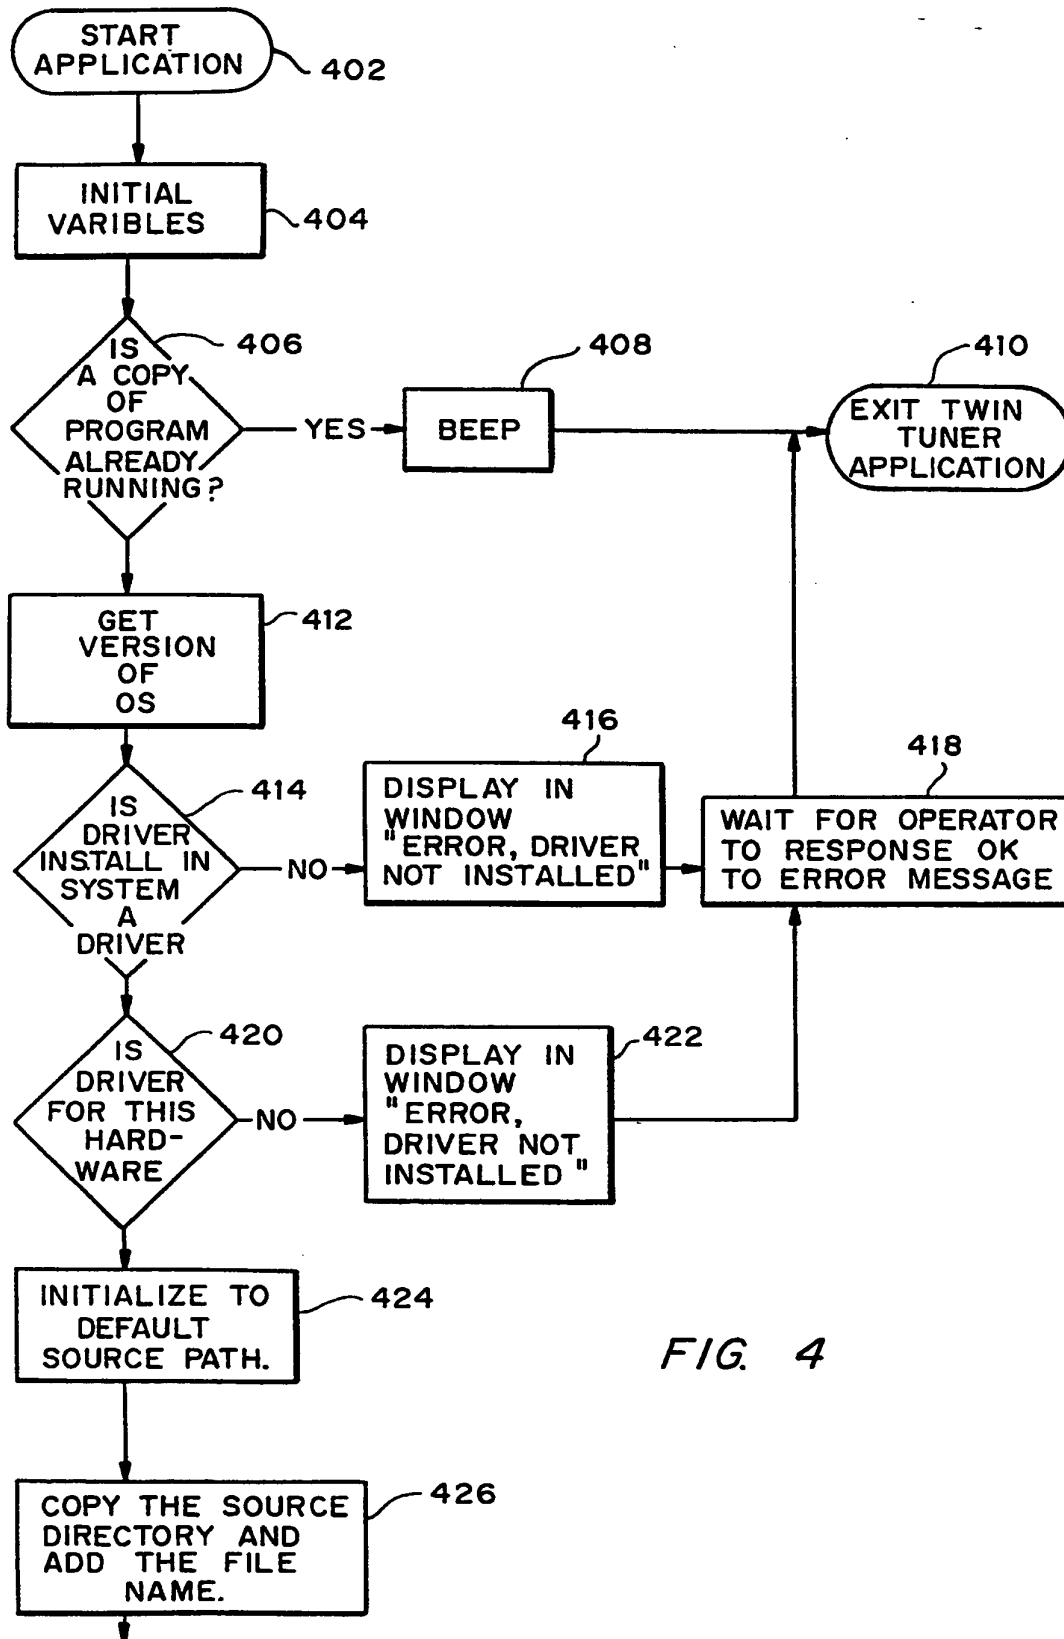 START
APPLICATION
402
INITIAL
VARIBLES
404
IS
A COPY
OF
PROGRAM
ALREADY
RUNNING?
406
YES
BEEP
408
EXIT TWIN
TUNER
APPLICATION
410
GET
VERSION
OF
OS
412
IS
DRIVER
INSTALL IN
SYSTEM
A
DRIVER
414
NO
DISPLAY IN
WINDOW
"ERROR, DRIVER
NOT INSTALLED"
416
WAIT FOR OPERATOR
TO RESPONSE OK
TO ERROR MESSAGE
418
IS
DRIVER
FOR THIS
HARD-
WARE
420
NO
DISPLAY IN
WINDOW
"ERROR,
DRIVER NOT
INSTALLED"
422
INITIALIZE TO
DEFAULT
SOURCE PATH.
424
FIG. 4
COPY THE SOURCE
DIRECTORY AND
ADD THE FILE
NAME.
426